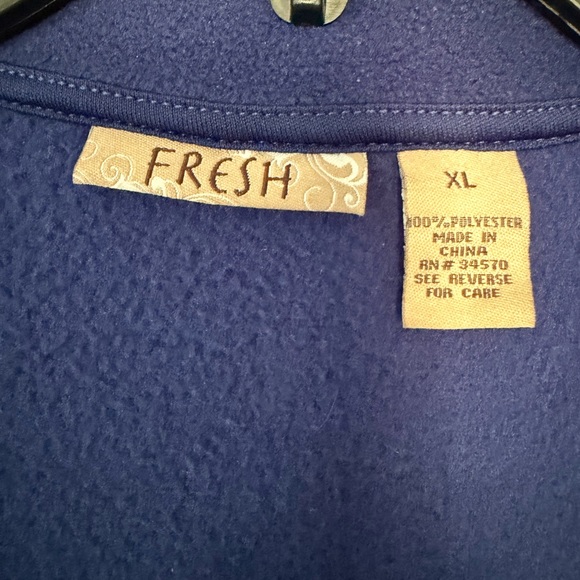 FRESH
XL
100% POLYESTER
MADE IN
CHINA
RN# 34570
SEE REVERSE
FOR CARE